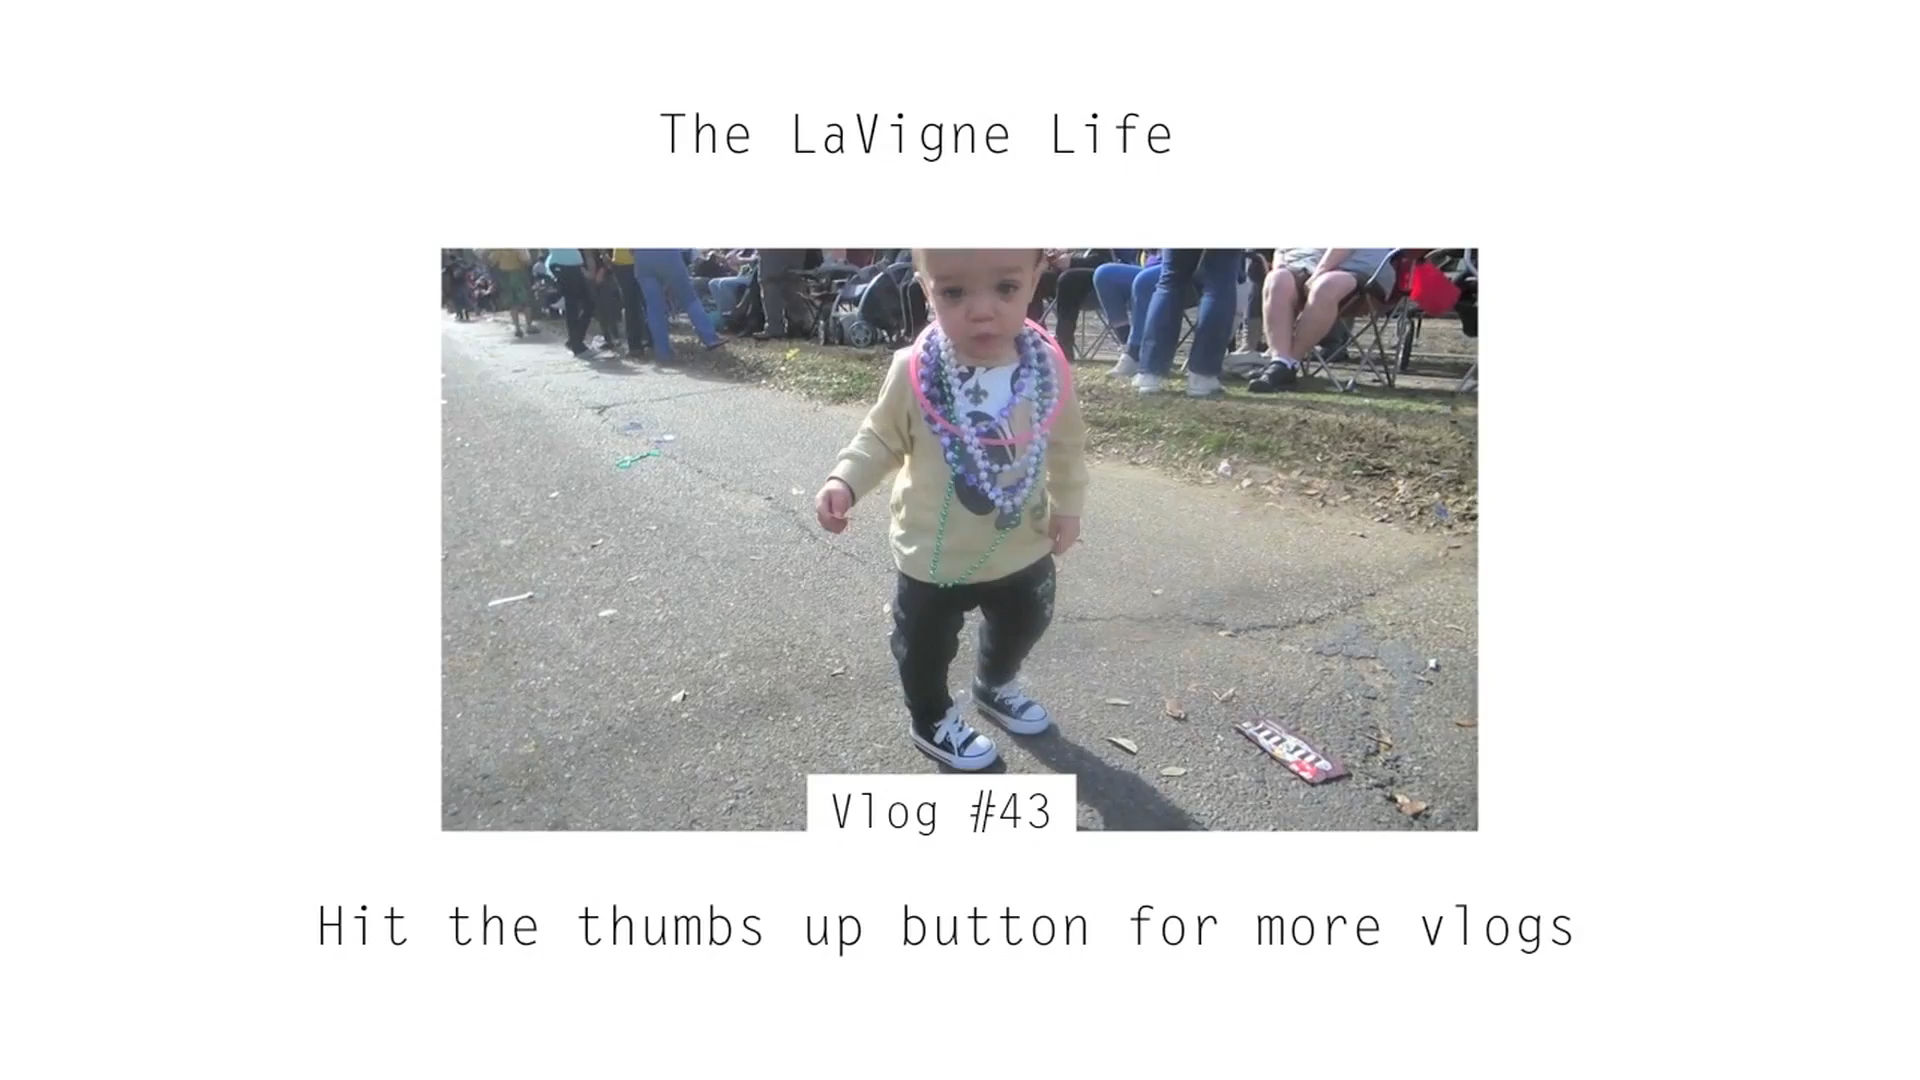 The LaVigne Life
m&m's
Vlog #43
Hit the thumbs up button for more vlogs